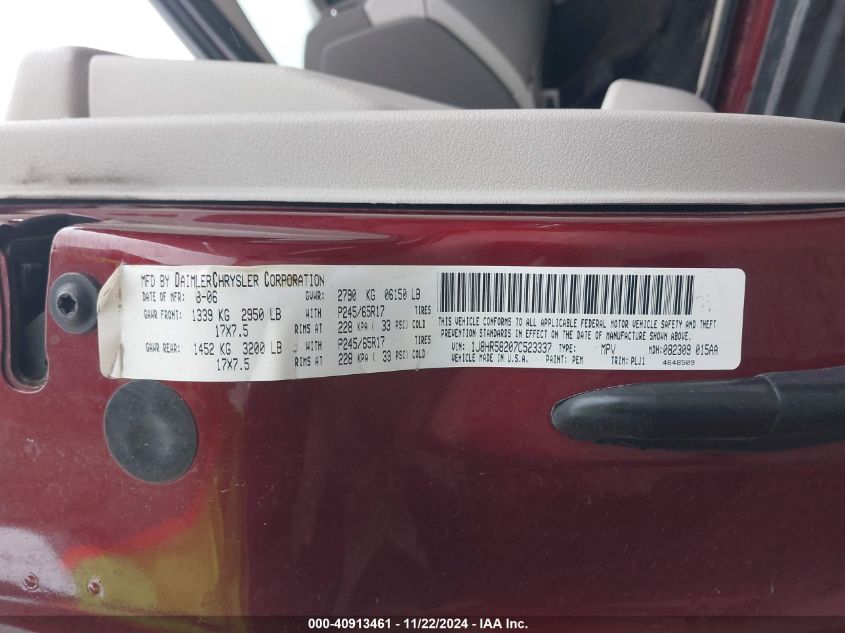 MFD BY DAIMLERCHRYSLER CORPORATION
DATE OF MFR: 8-06 GVWR: 2790 KG 06150 LB
GAWR FRONT: 1339 KG 2950 LB WITH P245/65R17 TIRES
17X7.5 RIMS AT 228 KPA ( 33 PSI) COLD
GAWR REAR: 1452 KG 3200 LB WITH P245/65R17 TIRES
17X7.5 RIMS AT 228 KPA ( 33 PSI) COLD
THIS VEHICLE CONFORMS TO ALL APPLICABLE FEDERAL MOTOR VEHICLE SAFETY AND THEFT
PREVENTION STANDARDS IN EFFECT ON THE DATE OF MANUFACTURE SHOWN ABOVE.
VIN: 1J8HR58207C523337 TYPE: MPV MDH: 082309 015AA
VEHICLE MADE IN U.S.A. PAINT: PEM TRIM: PLJ1 4648509
000-40913461 - 11/22/2024 - IAA Inc.